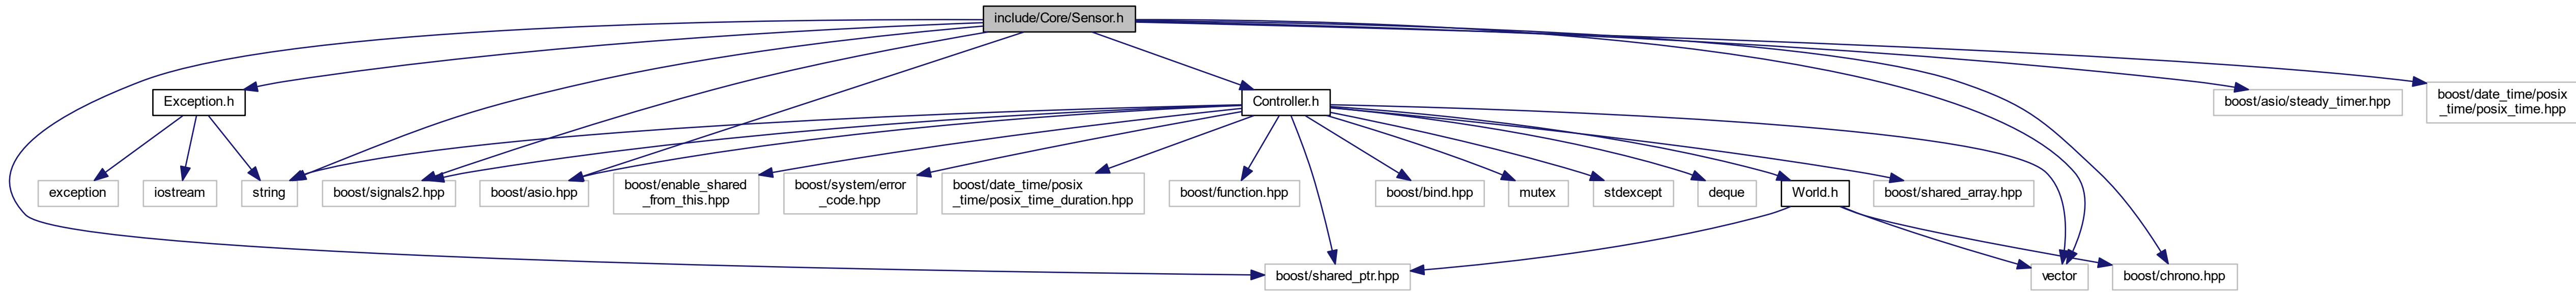 include/Core/Sensor.h
Exception.h
Controller.h
boost/asio/steady_timer.hpp
boost/date_time/posix
_time/posix_time.hpp
exception
iostream
string
boost/signals2.hpp
boost/asio.hpp
boost/enable_shared
_from_this.hpp
boost/system/error
_code.hpp
boost/date_time/posix
_time/posix_time_duration.hpp
boost/function.hpp
boost/bind.hpp
mutex
stdexcept
deque
World.h
boost/shared_array.hpp
boost/shared_ptr.hpp
vector
boost/chrono.hpp